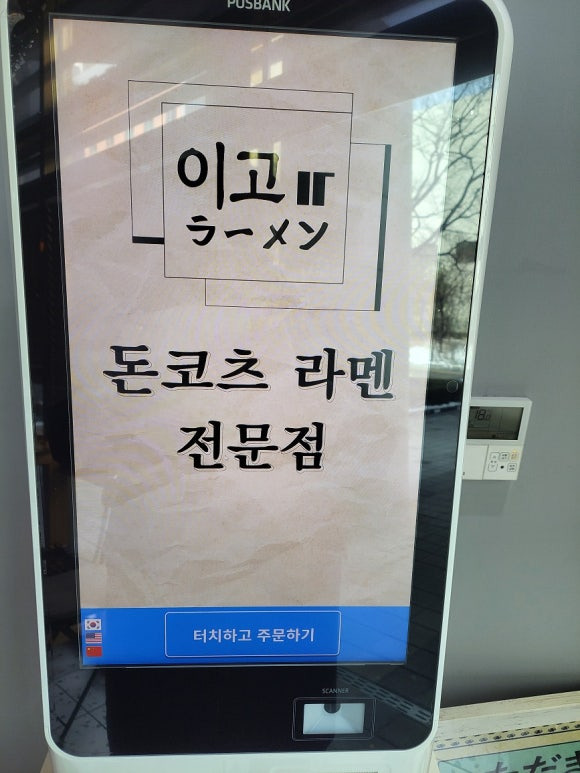 POSBANK
이고
ラーメン
돈코츠 라멘
전문점
터치하고 주문하기
SCANNER